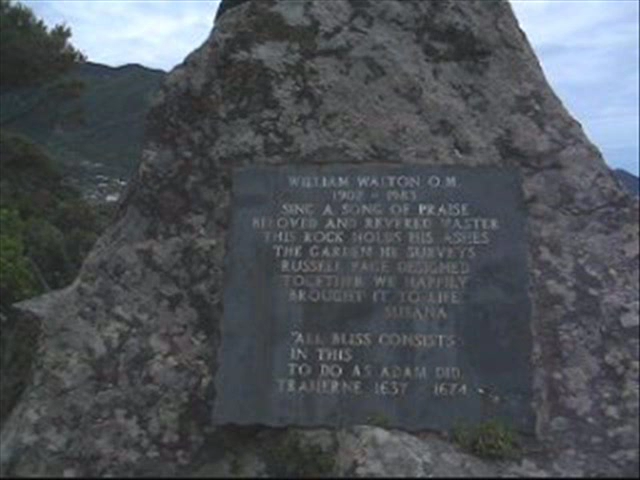 WILLIAM WALTON O.M.
1902 - 1983
SING A SONG OF PRAISE
BELOVED AND REVERED MASTER
THIS ROCK HOLDS HIS ASHES
THE GARDEN HE SURVEYS
RUSSELL PAGE DESIGNED
TOGETHER WE HAPPILY
BROUGHT IT TO LIFE
SUSANA
"ALL BLISS CONSISTS
IN THIS
TO DO AS ADAM DID.
TRAHERNE 1637 - 1674